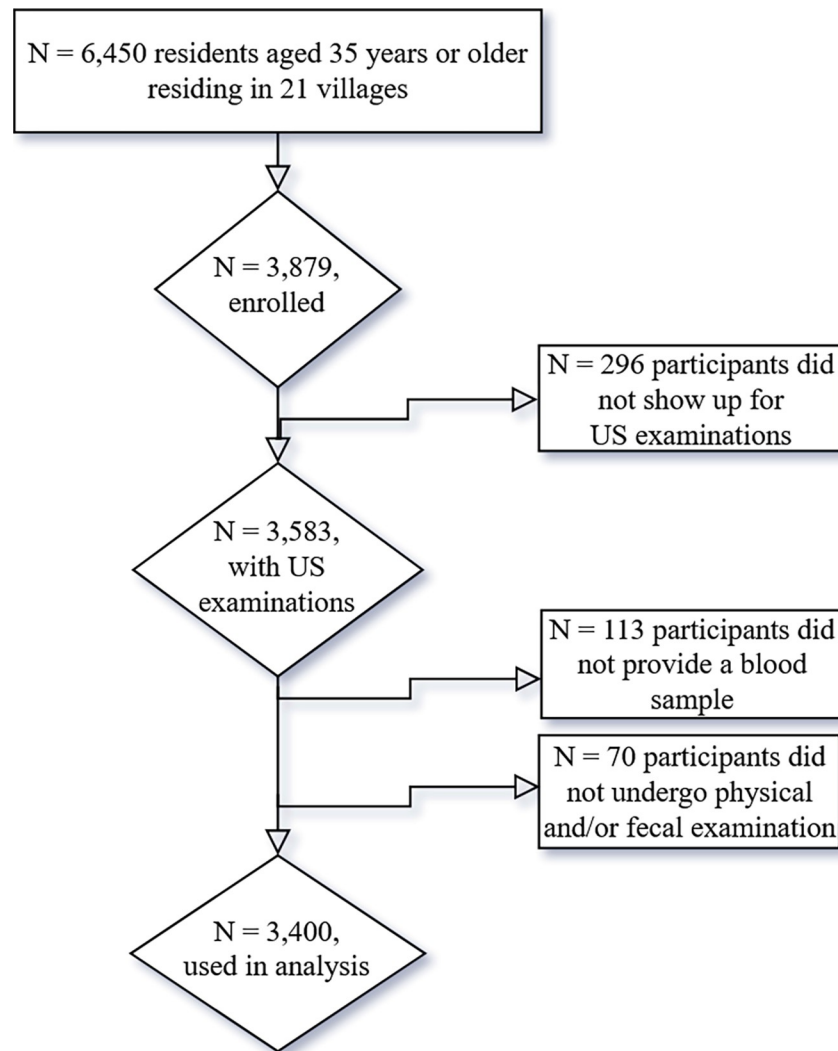 N = 6,450 residents aged 35 years or older
residing in 21 villages
N = 3,879,
enrolled
N = 296 participants did
not show up for
US examinations
N = 3,583,
with US
examinations
N = 113 participants did
not provide a blood
sample
N = 70 participants did
not undergo physical
and/or fecal examination
N = 3,400,
used in analysis